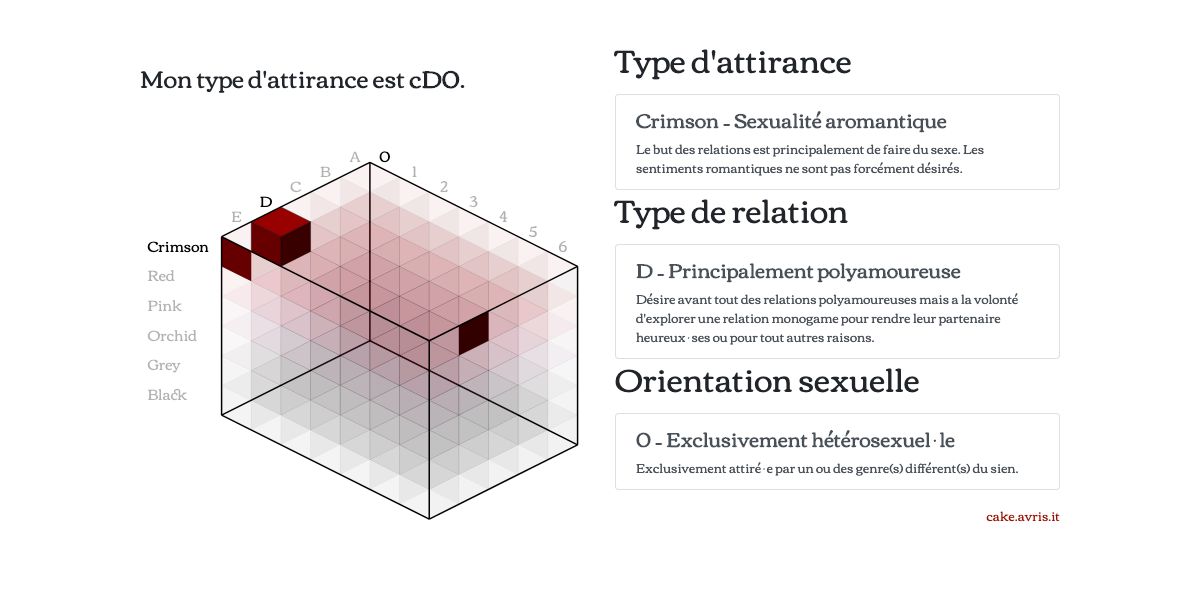 Mon type d'attirance est cDO.
A
O
B
1
C
2
D
3
E
4
5
6
Crimson
Red
Pink
Orchid
Grey
Black
Type d'attirance
Crimson - Sexualité aromantique
Le but des relations est principalement de faire du sexe. Les
sentiments romantiques ne sont pas forcément désirés.
Type de relation
D - Principalement polyamoureuse
Désire avant tout des relations polyamoureuses mais a la volonté
d'explorer une relation monogame pour rendre leur partenaire
heureux·ses ou pour tout autres raisons.
Orientation sexuelle
0 - Exclusivement hétérosexuel·le
Exclusivement attiré·e par un ou des genre(s) différent(s) du sien.
cake.avris.it